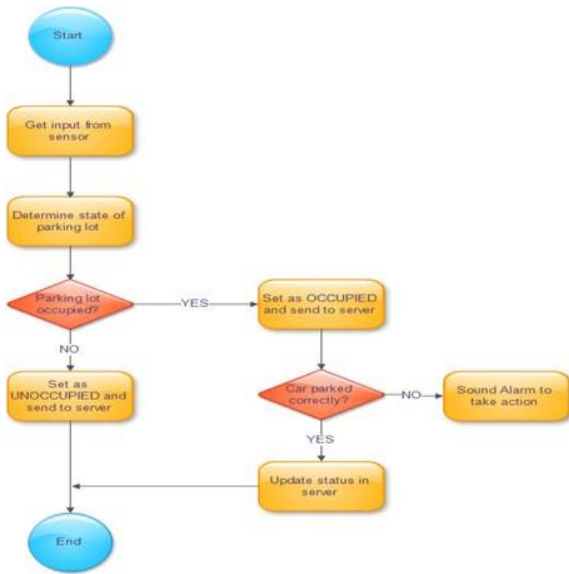 Start
Get input from
sensor
Determine state of
parking lot
Parking lot
occupied?
YES
Set as OCCUPIED
and send to server
NO
Set as
UNOCCUPIED and
send to server
Car parked
correctly?
NO
Sound Alarm to
take action
YES
Update status in
server
End